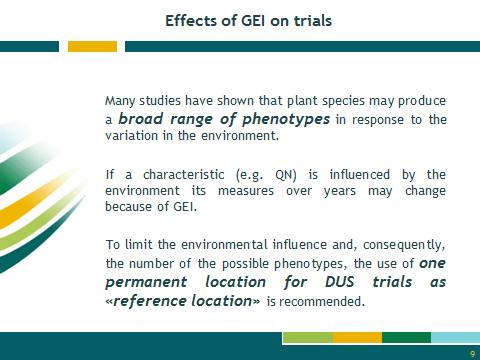 Effects of GEI on trials
Many studies have shown that plant species may produce
a broad range of phenotypes in response to the
variation in the environment.
If a characteristic (e.g. QN) is influenced by the
environment its measures over years may change
because of GEI.
To limit the environmental influence and, consequently,
the number of the possible phenotypes, the use of one
permanent location for DUS trials as
«reference location» is recommended.
9